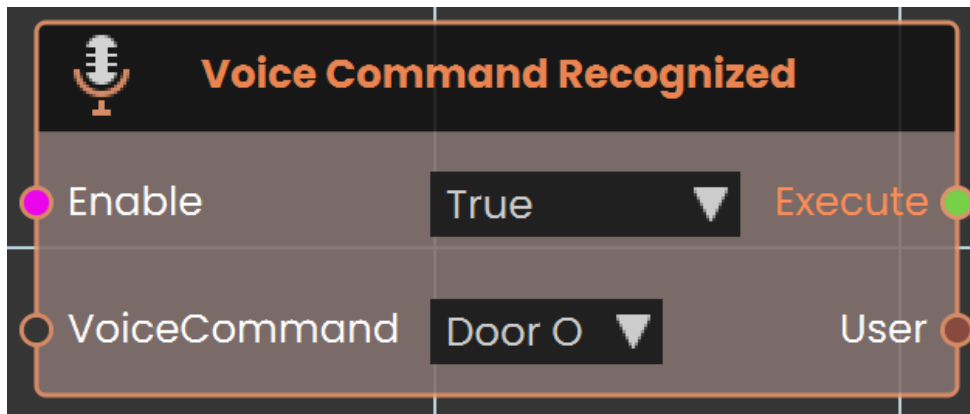 Voice Command Recognized
Enable True Execute
VoiceCommand Door O User